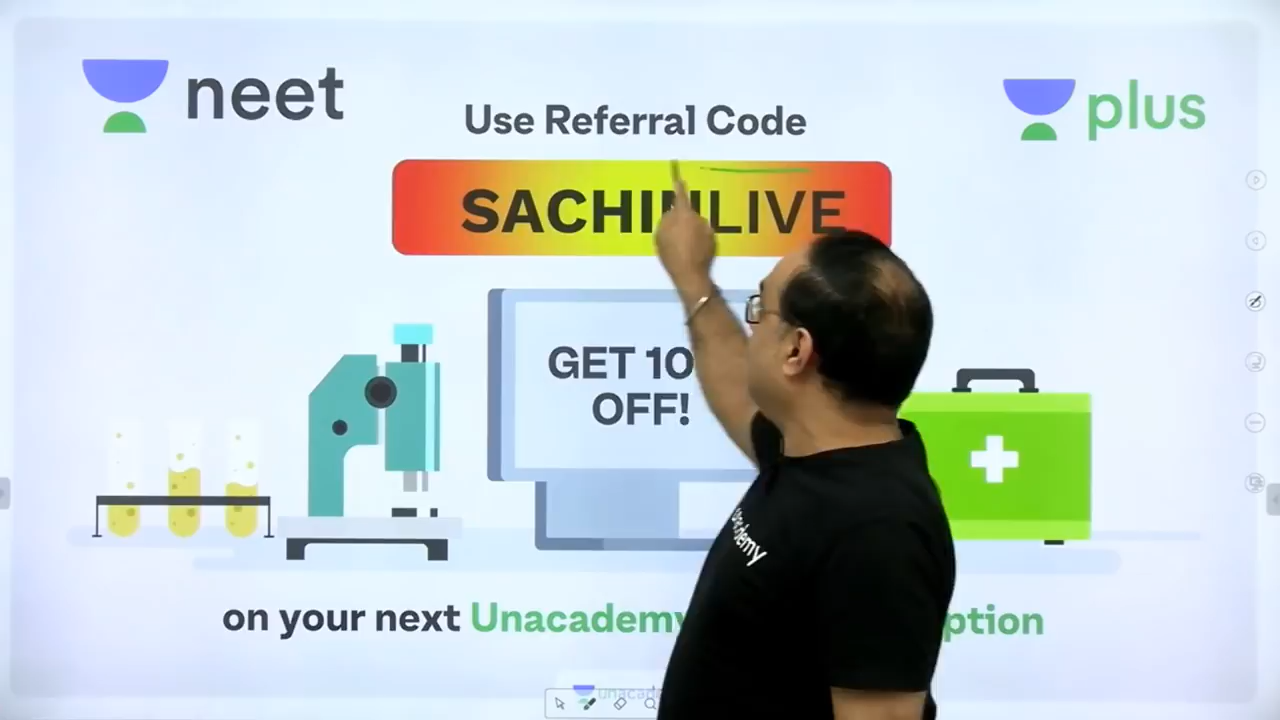 neet
Use Referral Code
plus
SACHINLIVE
GET 10
OFF!
on your next Unacademy